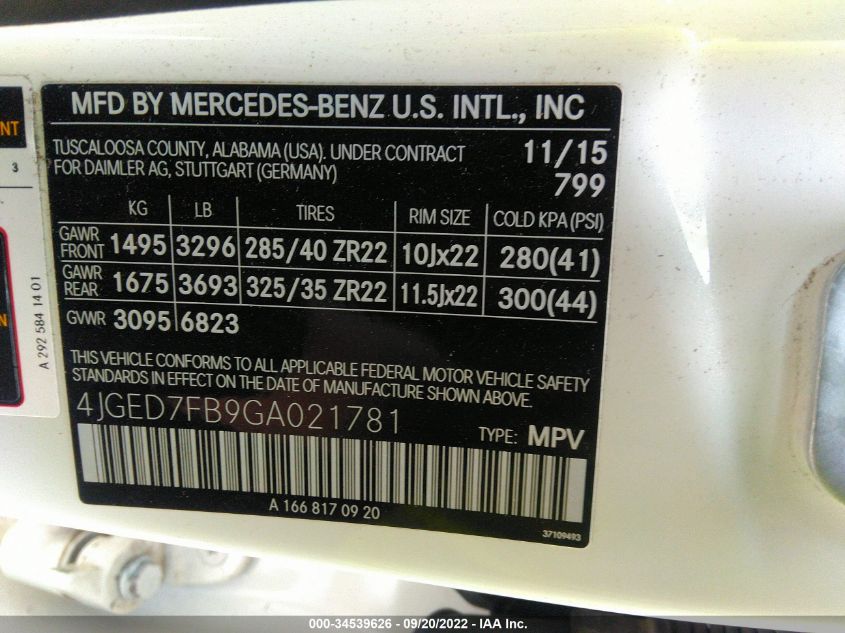 MFD BY MERCEDES-BENZ U.S. INTL., INC
TUSCALOOSA COUNTY, ALABAMA (USA). UNDER CONTRACT
FOR DAIMLER AG, STUTTGART (GERMANY)
11/15
799
KG LB TIRES RIM SIZE COLD KPA (PSI)
GAWR FRONT 1495 3296 285/40 ZR22 10Jx22 280(41)
GAWR REAR 1675 3693 325/35 ZR22 11.5Jx22 300(44)
GVWR 3095 6823
THIS VEHICLE CONFORMS TO ALL APPLICABLE FEDERAL MOTOR VEHICLE SAFETY
STANDARDS IN EFFECT ON THE DATE OF MANUFACTURE SHOWN ABOVE.
4JGED7FB9GA021781
TYPE: MPV
A 166 817 09 20
37109493
NT
3
N
A 292 584 14 01
000-34539626 - 09/20/2022 - IAA Inc.